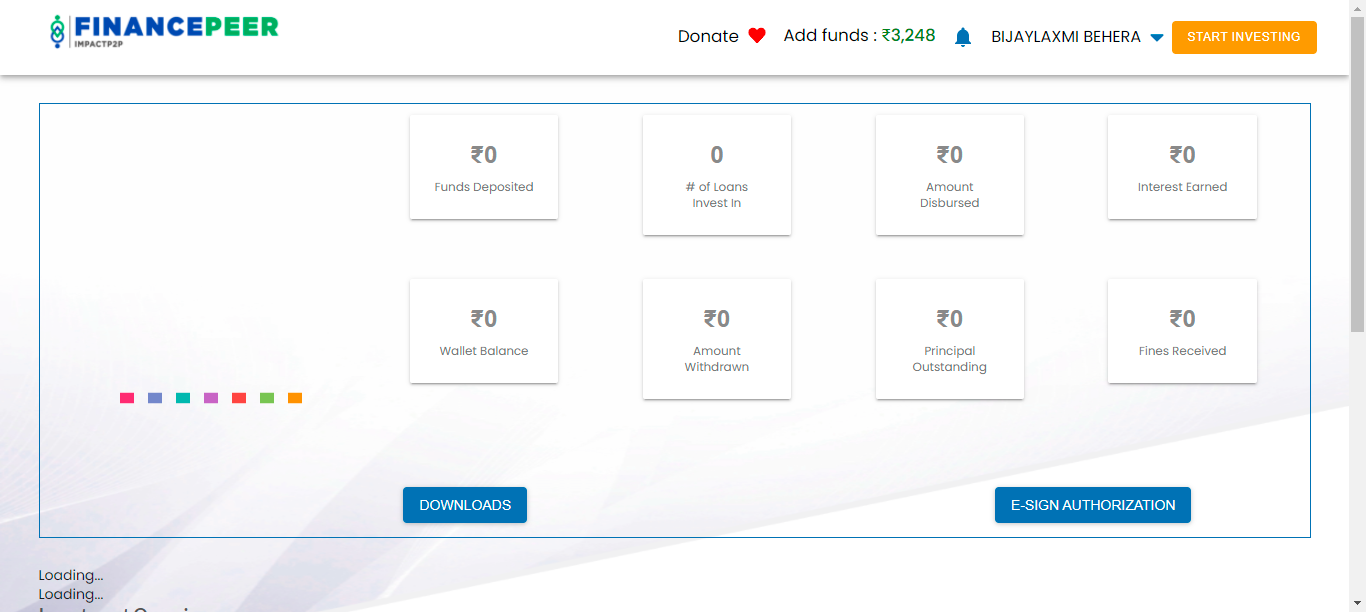 FINANCEPEER
IMPACTP2P
Donate
Add funds : ₹3,248
BIJAYLAXMI BEHERA
START INVESTING
₹0
Funds Deposited
0
# of Loans
Invest In
₹0
Amount
Disbursed
₹0
Interest Earned
₹0
Wallet Balance
₹0
Amount
Withdrawn
₹0
Principal
Outstanding
₹0
Fines Received
DOWNLOADS
E-SIGN AUTHORIZATION
Loading...
Loading...